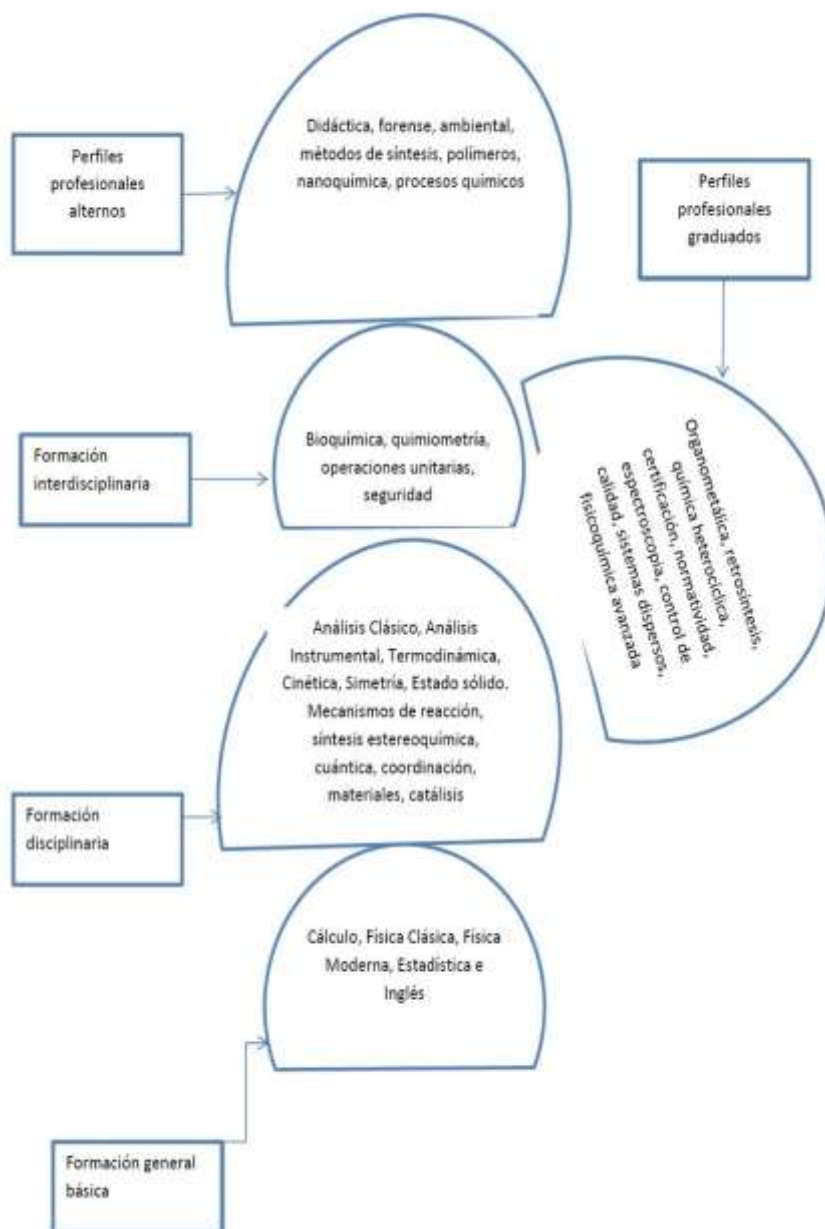 Didáctica, forense, ambiental,
métodos de síntesis, polímeros,
nanoquímica, procesos químicos
Perfiles
profesionales
alternos
Perfiles
profesionales
graduados
Bioquímica, quimiometría,
operaciones unitarias,
seguridad
Formación
interdisciplinaria
Organometálica, retrosíntesis,
química heterocíclica,
certificación, normatividad,
espectroscopia, control de
calidad, sistemas dispersos,
fisicoquímica avanzada
Análisis Clásico, Análisis
Instrumental, Termodinámica,
Cinética, Simetría, Estado sólido.
Mecanismos de reacción,
síntesis estereoquímica,
cuántica, coordinación,
materiales, catálisis
Formación
disciplinaria
Cálculo, Física Clásica, Física
Moderna, Estadística e
Inglés
Formación general
básica